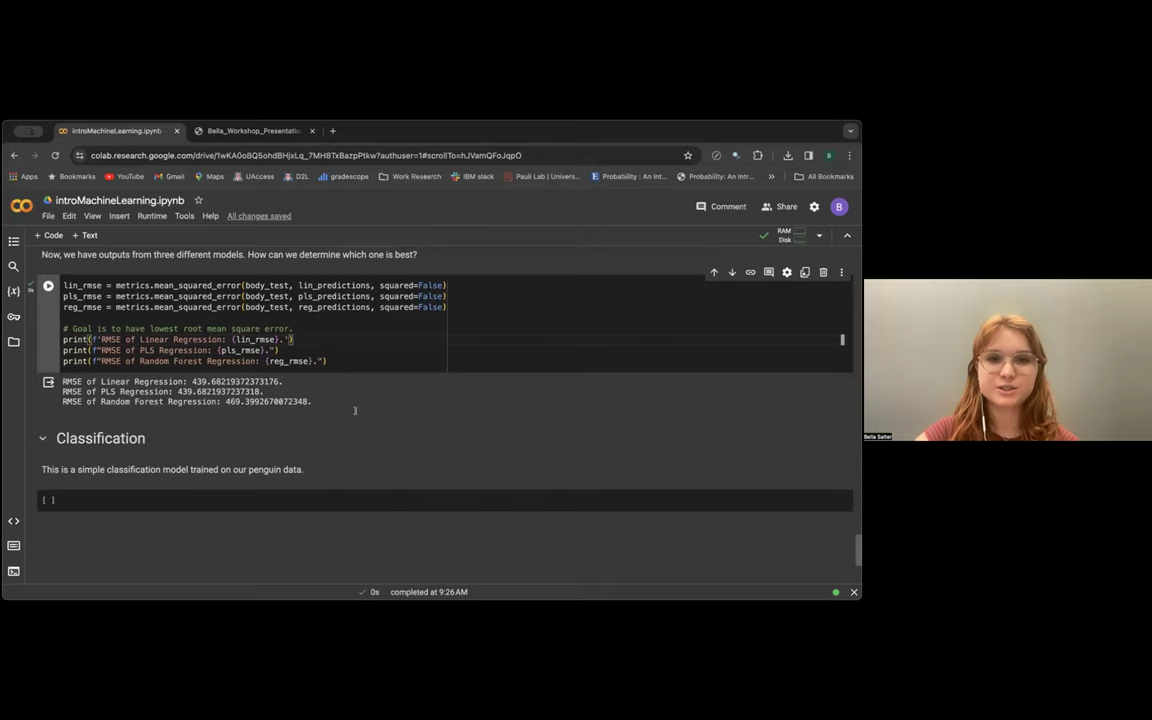 introMachineLearning.ipynb
Bella_Workshop_Presentatio
colab.research.google.com/drive/1wKA0oBQ5ohdBHjxLq_7MH8TxBazpPtkw?authuser=1#scrollTo=hJVamQFoJqpO
B
Apps
Bookmarks
YouTube
Gmail
Maps
UAccess
D2L
gradescope
Work Research
IBM slack
Pauli Lab | Univers...
Probability : An Int...
Probability: An Intr...
All Bookmarks
introMachineLearning.ipynb
File Edit View Insert Runtime Tools Help All changes saved
Comment
Share
B
+ Code + Text
RAM
Disk
Now, we have outputs from three different models. How can we determine which one is best?
0s
lin_rmse = metrics.mean_squared_error(body_test, lin_predictions, squared=False)
pls_rmse = metrics.mean_squared_error(body_test, pls_predictions, squared=False)
reg_rmse = metrics.mean_squared_error(body_test, reg_predictions, squared=False)
# Goal is to have lowest root mean square error.
print(f'RMSE of Linear Regression: {lin_rmse}.')
print(f"RMSE of PLS Regression: {pls_rmse}.")
print(f"RMSE of Random Forest Regression: {reg_rmse}.")
RMSE of Linear Regression: 439.68219372373176.
RMSE of PLS Regression: 439.6821937237318.
RMSE of Random Forest Regression: 469.3992670072348.
Classification
This is a simple classification model trained on our penguin data.
[ ]
0s completed at 9:26AM
Bella Salter